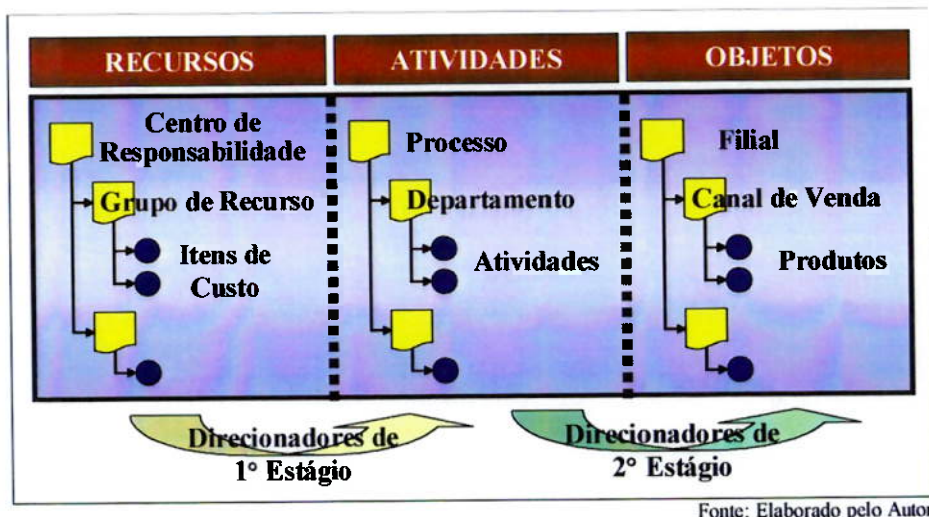 RECURSOS
ATIVIDADES
OBJETOS
Centro de
Responsabilidade
Grupo de Recurso
Itens de
Custo
Processo
Departamento
Atividades
Filial
Canal de Venda
Produtos
Direcionadores de
1° Estágio
Direcionadores de
2° Estágio
Fonte: Elaborado pelo Autor